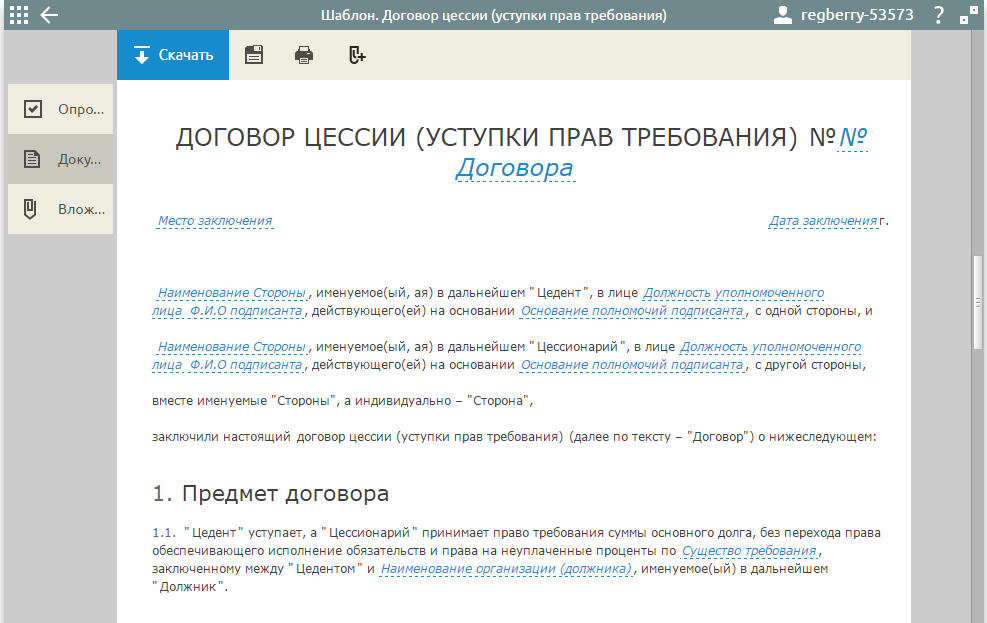 Шаблон. Договор цессии (уступки прав требования)
regberry-53573 ?
Скачать
Опро...
Доку...
Влож...
ДОГОВОР ЦЕССИИ (УСТУПКИ ПРАВ ТРЕБОВАНИЯ) №№
Договора
Место заключения Дата заключения г.
Наименование Стороны, именуемое(ый, ая) в дальнейшем "Цедент", в лице Должность уполномоченного
лица Ф.И.О подписанта, действующего(ей) на основании Основание полномочий подписанта, с одной стороны, и
Наименование Стороны, именуемое(ый, ая) в дальнейшем "Цессионарий", в лице Должность уполномоченного
лица Ф.И.О подписанта, действующего(ей) на основании Основание полномочий подписанта, с другой стороны,
вместе именуемые "Стороны", а индивидуально – "Сторона",
заключили настоящий договор цессии (уступки прав требования) (далее по тексту – "Договор") о нижеследующем:
1. Предмет договора
1.1. "Цедент" уступает, а "Цессионарий" принимает право требования суммы основного долга, без перехода права
обеспечивающего исполнение обязательств и права на неуплаченные проценты по Существо требования,
заключенному между "Цедентом" и Наименование организации (должника), именуемое(ый) в дальнейшем
"Должник".